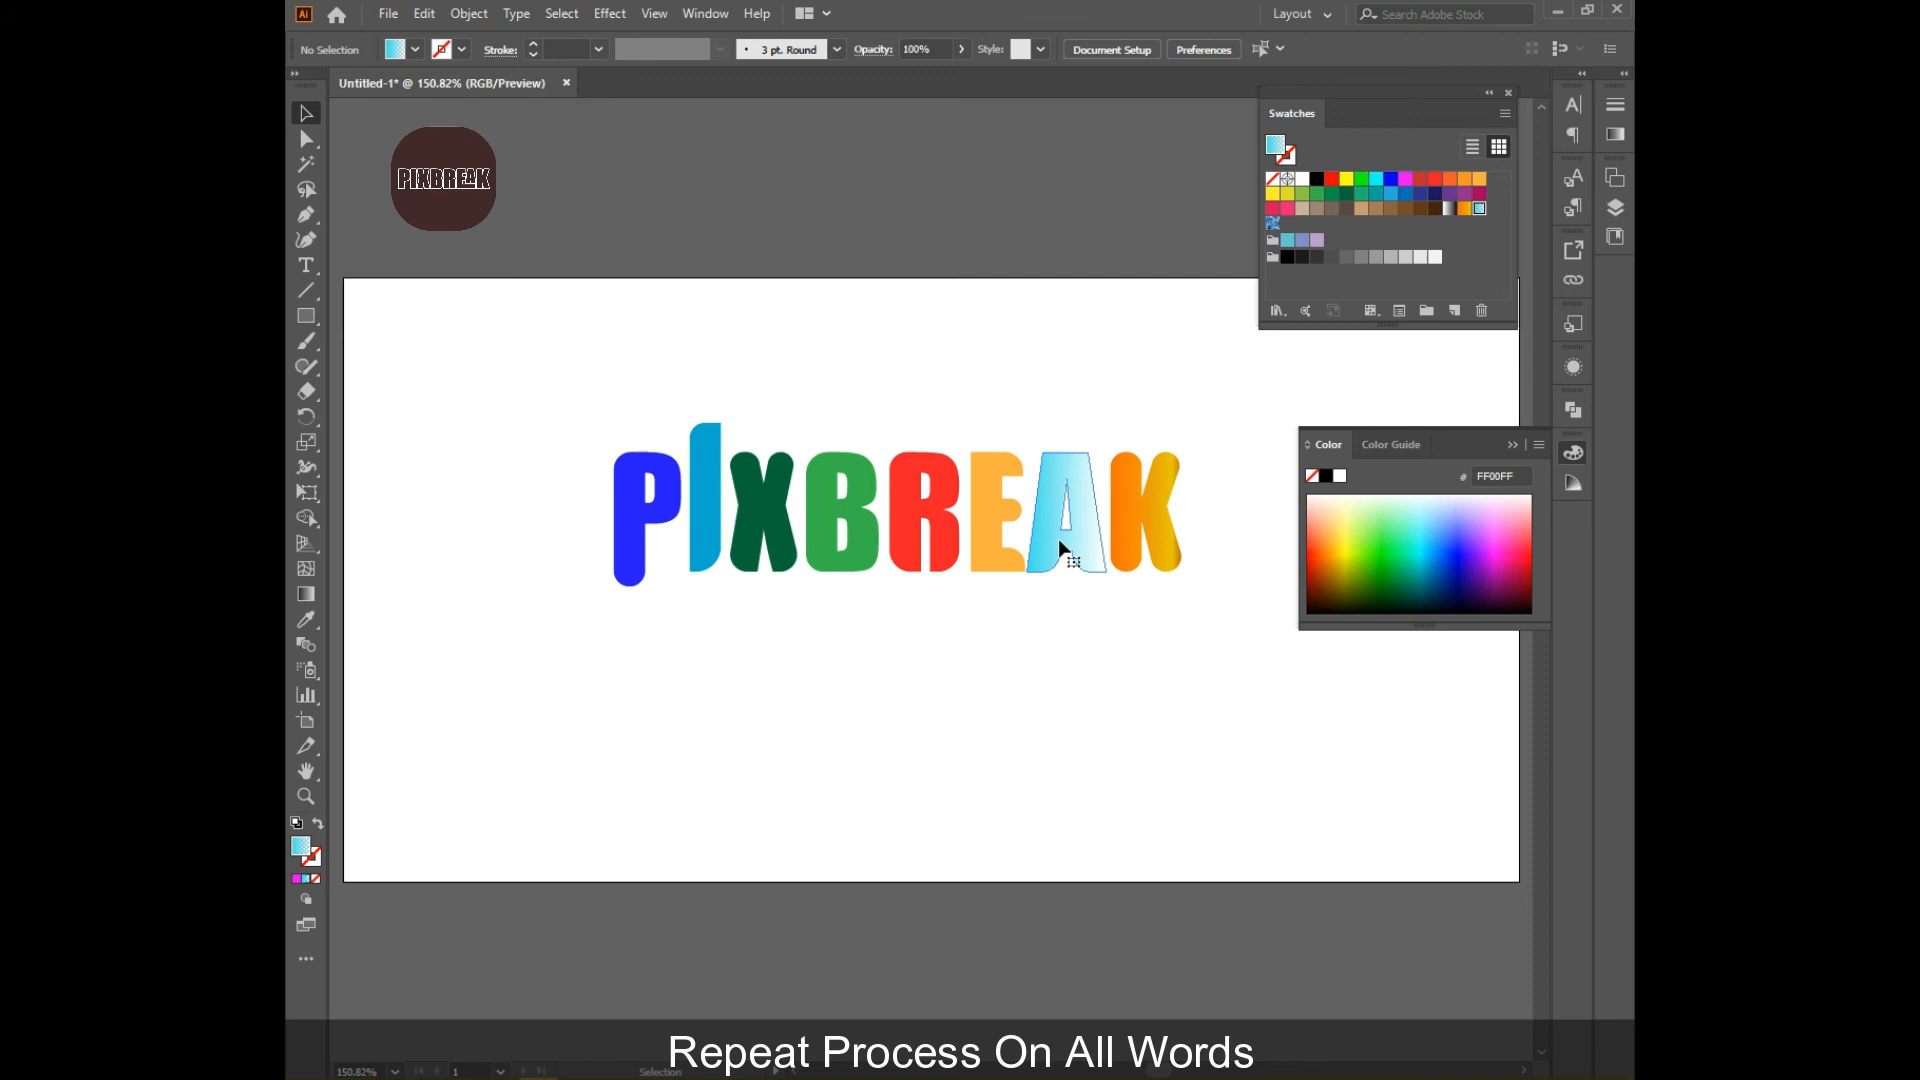 Ai File Edit Object Type Select Effect View Window Help Layout Search Adobe Stock
No Selection Stroke: 3 pt. Round Opacity: 100% Style: Document Setup Preferences
Untitled-1* @ 150.82% (RGB/Preview)
Swatches
PIXBREAK
Color Color Guide
# FF00FF
PIXBREAK
Repeat Process On All Words
150.82% 1 Selection